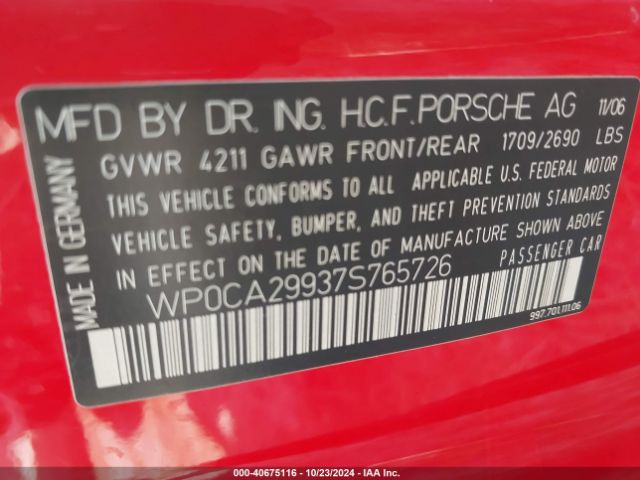 MFD BY DR. ING. H.C.F. PORSCHE AG 11/06
GVWR 4211 GAWR FRONT/REAR 1709/2690 LBS
THIS VEHICLE CONFORMS TO ALL APPLICABLE U.S. FEDERAL MOTOR
VEHICLE SAFETY, BUMPER, AND THEFT PREVENTION STANDARDS
IN EFFECT ON THE DATE OF MANUFACTURE SHOWN ABOVE
WP0CA29937S765726 PASSENGER CAR
997.701.111.06
MADE IN GERMANY
000-40675116 - 10/23/2024 - IAA Inc.